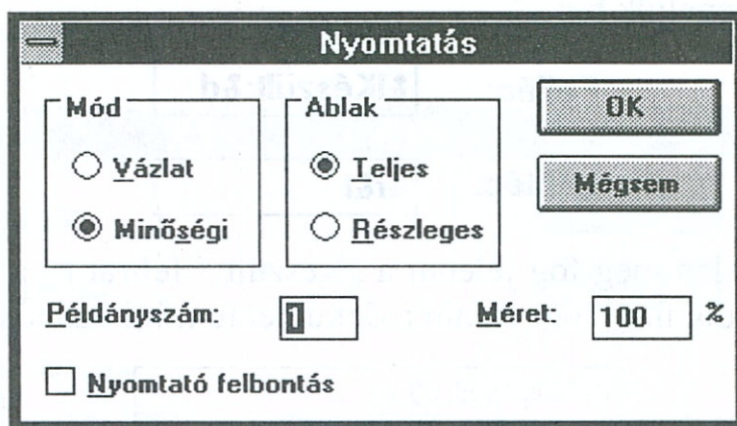 Nyomtatás
Mód
Vázlat
Minőségi
Ablak
Teljes
Részleges
OK
Mégsem
Példányszám: 1
Méret: 100 %
Nyomtató felbontás